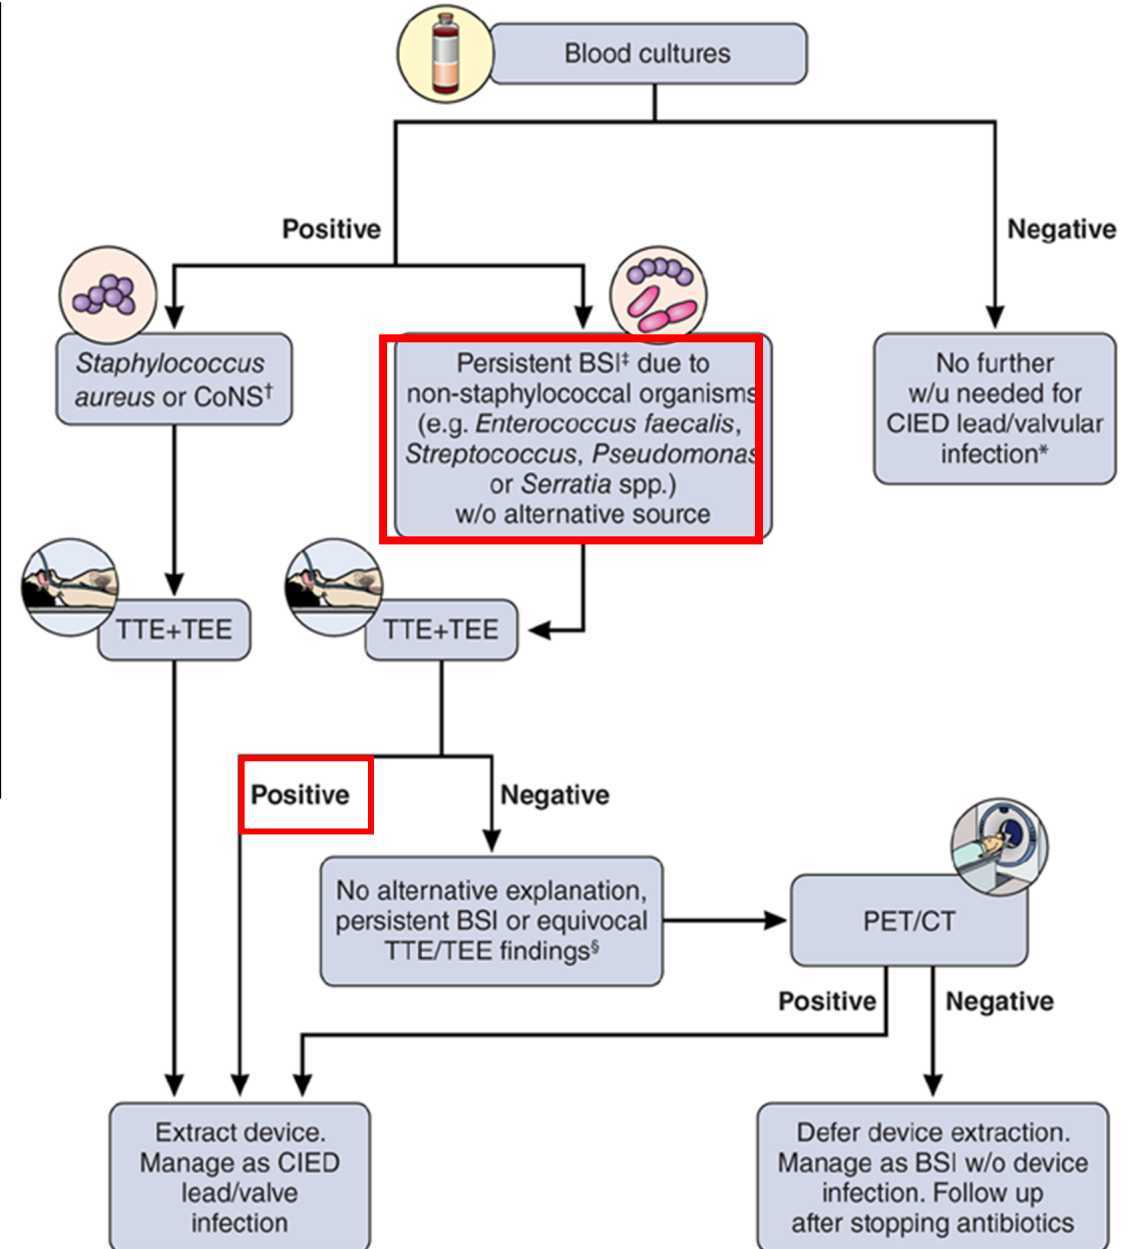 Blood cultures
Positive
Negative
Staphylococcus
aureus or CoNS†
Persistent BSI‡ due to
non-staphylococcal organisms
(e.g. Enterococcus faecalis,
Streptococcus, Pseudomonas
or Serratia spp.)
w/o alternative source
No further
w/u needed for
CIED lead/valvular
infection*
TTE+TEE
TTE+TEE
Positive
Negative
No alternative explanation,
persistent BSI or equivocal
TTE/TEE findings§
PET/CT
Positive
Negative
Extract device.
Manage as CIED
lead/valve
infection
Defer device extraction.
Manage as BSI w/o device
infection. Follow up
after stopping antibiotics